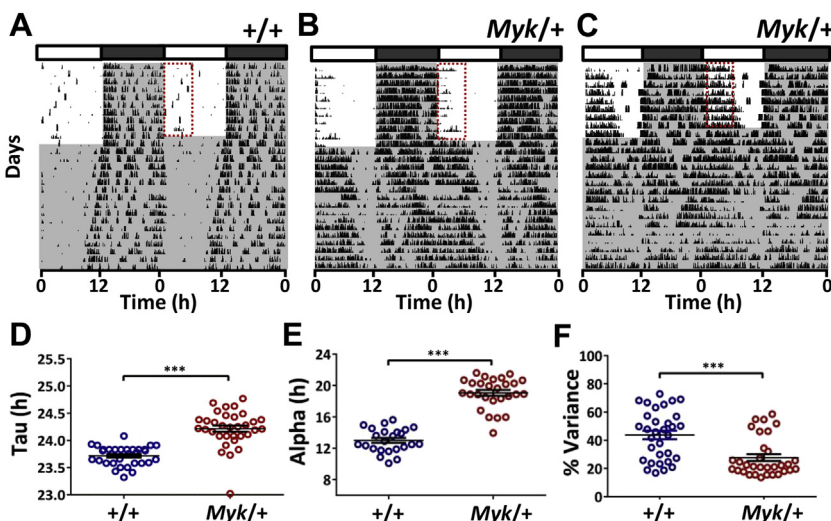 A +/+ B Myk/+ C Myk/+
Days
0 12 0 12 0 0 12 0 12 0 0 12 0 12 0
Time (h) Time (h) Time (h)
D E F
Tau (h)
25.5
25.0
24.5
24.0
23.5
23.0
***
+/+ Myk/+
Alpha (h)
24
20
16
12
8
***
+/+ Myk/+
% Variance
100
80
60
40
20
0
***
+/+ Myk/+